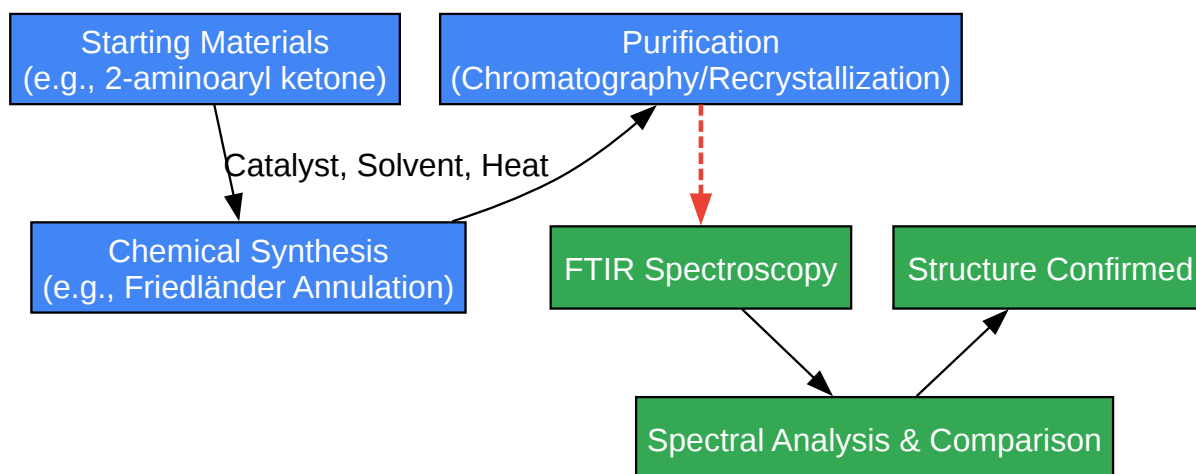 Starting Materials
(e.g., 2-aminoaryl ketone)
Catalyst, Solvent, Heat
Chemical Synthesis
(e.g., Friedländer Annulation)
Purification
(Chromatography/Recrystallization)
FTIR Spectroscopy
Spectral Analysis & Comparison
Structure Confirmed